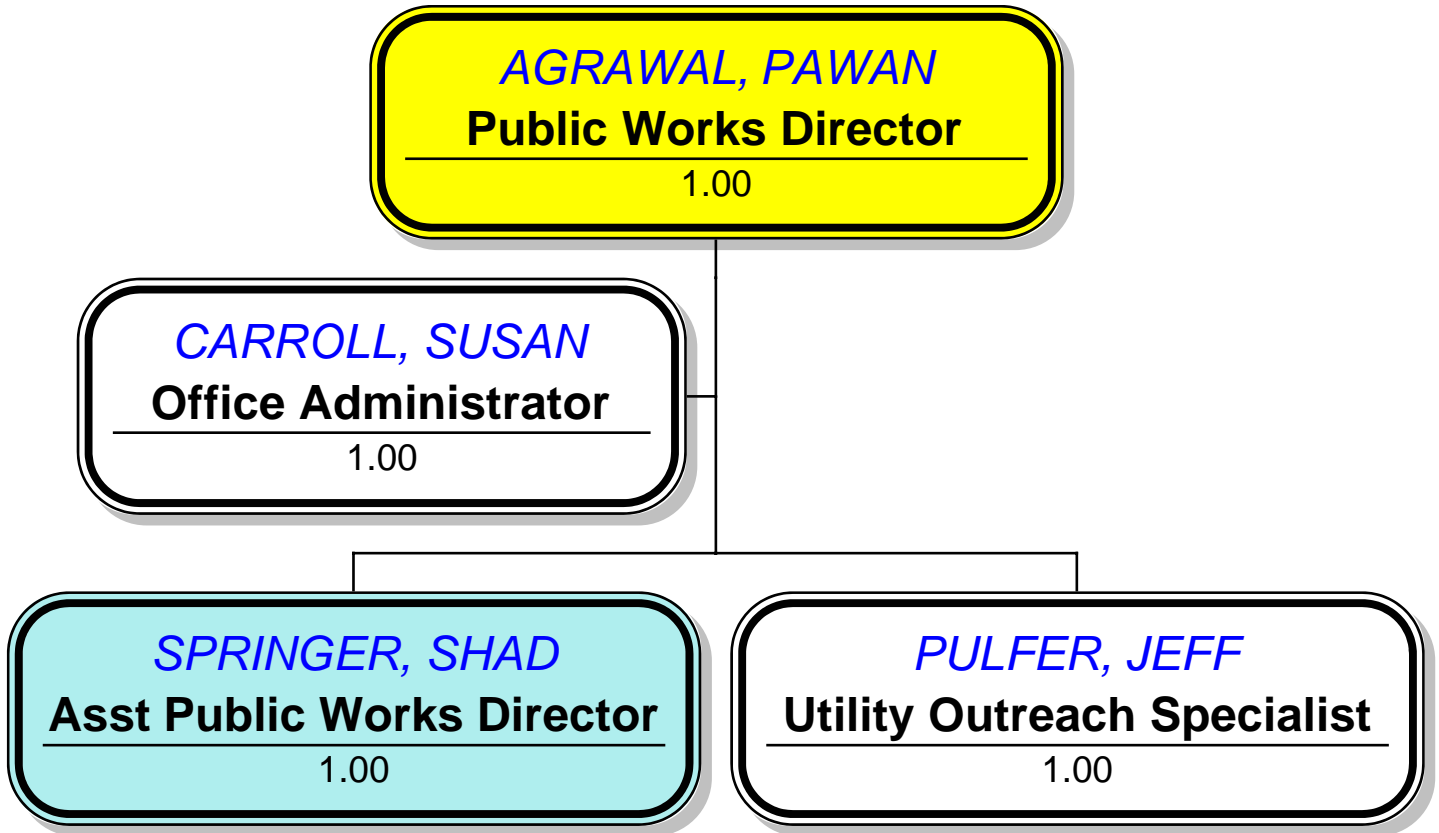 AGRAWAL, PAWAN
Public Works Director
1.00
CARROLL, SUSAN
Office Administrator
1.00
SPRINGER, SHAD
Asst Public Works Director
1.00
PULFER, JEFF
Utility Outreach Specialist
1.00